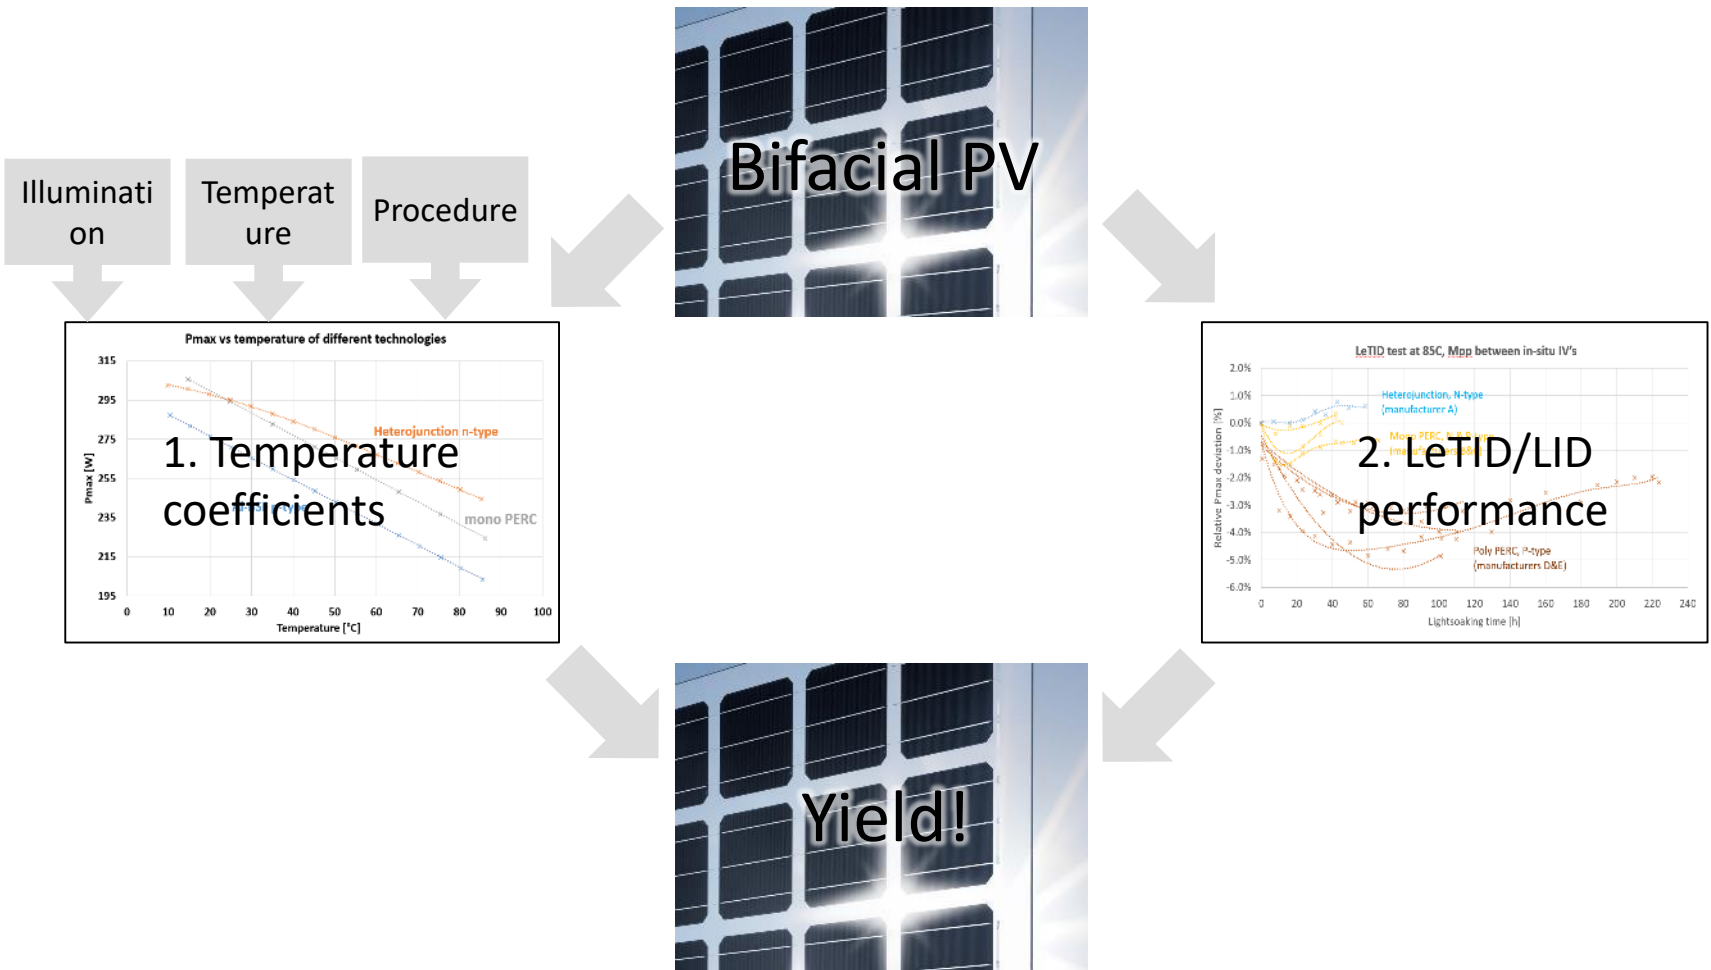 Bifacial PV
Illuminati
on
Temperat
ure
Procedure
Pmax vs temperature of different technologies
315
295
275
255
235
215
195
Pmax [W]
Heterojunction n-type
mono PERC
1. Temperature
coefficients
0 10 20 30 40 50 60 70 80 90 100
Temperature [°C]
LeTID test at 85C, Mpp between in-situ IV's
2.0%
1.0%
0.0%
-1.0%
-2.0%
-3.0%
-4.0%
-5.0%
-6.0%
Relative Pmax deviation [%]
Heterojunction, N-type
(manufacturer A)
Mono PERC, N & P-type
2. LeTID/LID
performance
Poly PERC, P-type
(manufacturers D&E)
0 20 40 60 80 100 120 140 160 180 200 220 240
Lightsoaking time [h]
Yield!